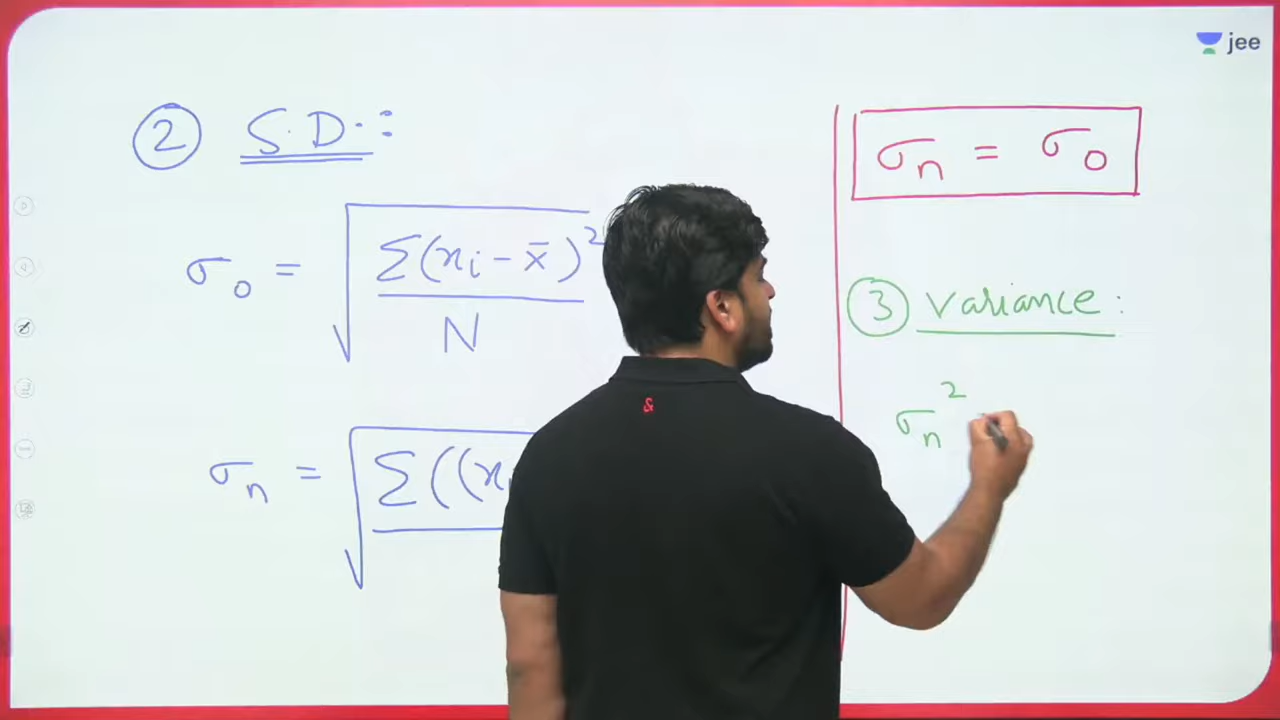 jee
② S.D. :
σ₀ = √(Σ(xᵢ - x̄)² / N)
σₙ = √(Σ((x
σₙ = σ₀
③ Variance :
σₙ²